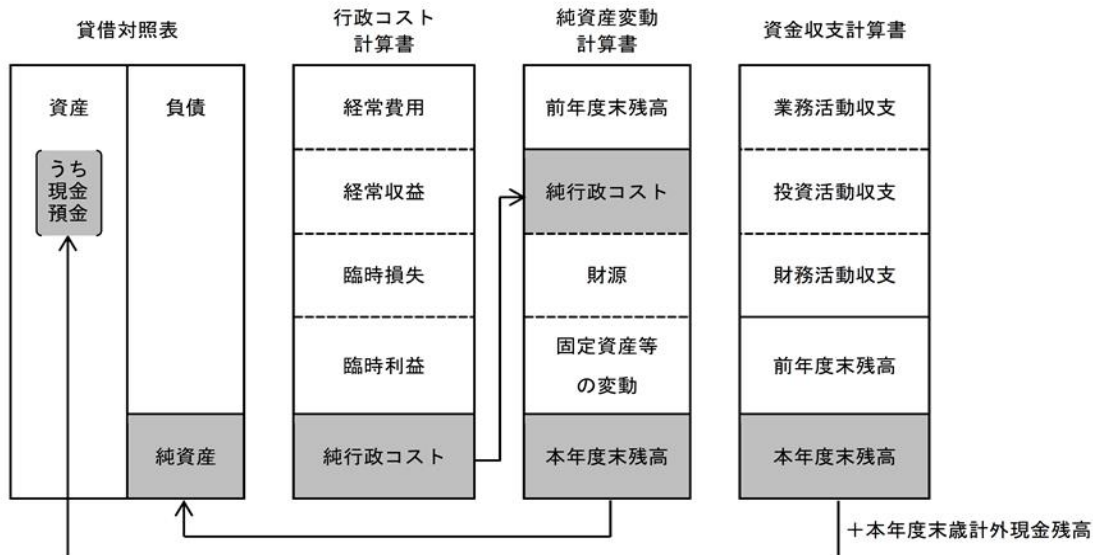 貸借対照表
資産
うち
現金
預金
負債
純資産
行政コスト
計算書
経常費用
経常収益
臨時損失
臨時利益
純行政コスト
純資産変動
計算書
前年度末残高
純行政コスト
財源
固定資産等
の変動
本年度末残高
資金収支計算書
業務活動収支
投資活動収支
財務活動収支
前年度末残高
本年度末残高
＋本年度末歳計外現金残高